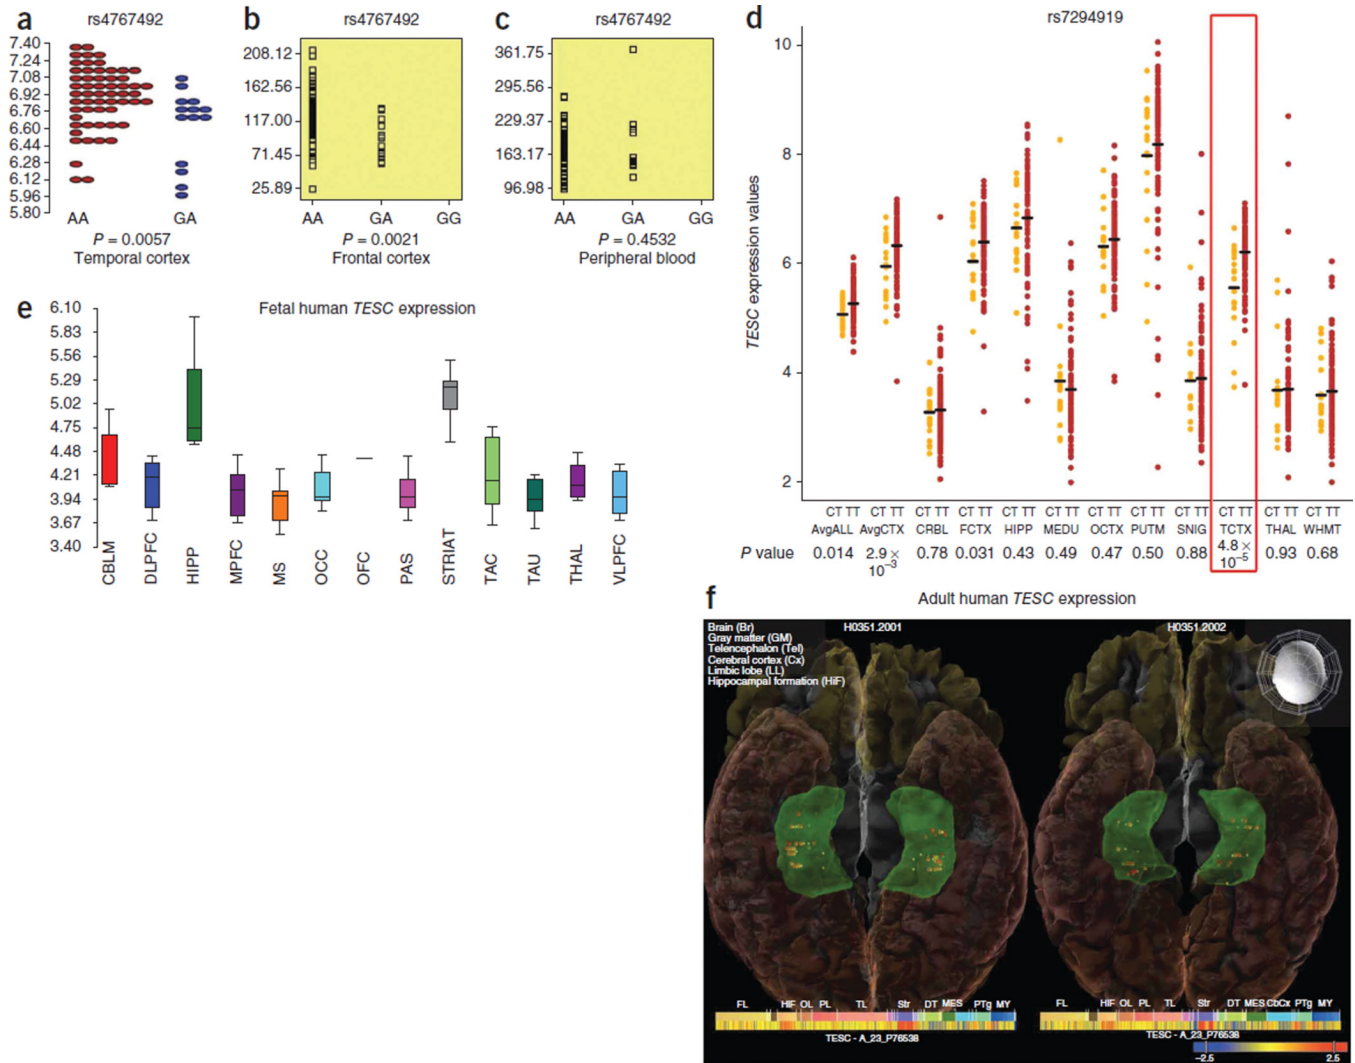 a
rs4767492
7.40
7.24
7.08
6.92
6.76
6.60
6.44
6.28
6.12
5.96
5.80
AA GA
P = 0.0057
Temporal cortex
b
rs4767492
208.12
162.56
117.00
71.45
25.89
AA GA GG
P = 0.0021
Frontal cortex
c
rs4767492
361.75
295.56
229.37
163.17
96.98
AA GA GG
P = 0.4532
Peripheral blood
d
rs7294919
TESC expression values
10
8
6
4
2
CT TT CT TT CT TT CT TT CT TT CT TT CT TT CT TT CT TT CT TT CT TT CT TT
AvgALL AvgCTX CRBL FCTX HIPP MEDU OCTX PUTM SNIG TCTX THAL WHMT
P value 0.014 2.9 × 10−3 0.78 0.031 0.43 0.49 0.47 0.50 0.88 4.8 × 10−5 0.93 0.68
e
Fetal human TESC expression
6.10
5.83
5.56
5.29
5.02
4.75
4.48
4.21
3.94
3.67
3.40
CBLM
DLPFC
HIPP
MPFC
MS
OCC
OFC
PAS
STRIAT
TAC
TAU
THAL
VLPFC
f
Adult human TESC expression
Brain (Br)
Gray matter (GM)
Telencephalon (Tel)
Cerebral cortex (Cx)
Limbic lobe (LL)
Hippocampal formation (HiF)
H0351.2001
H0351.2002
FL HIF OL PL TL Str DT MES PTg MY
TESC - A_23_P76538
FL HIF OL PL TL Str DT MES CbCx PTg MY
TESC - A_23_P76538
−2.5 2.5